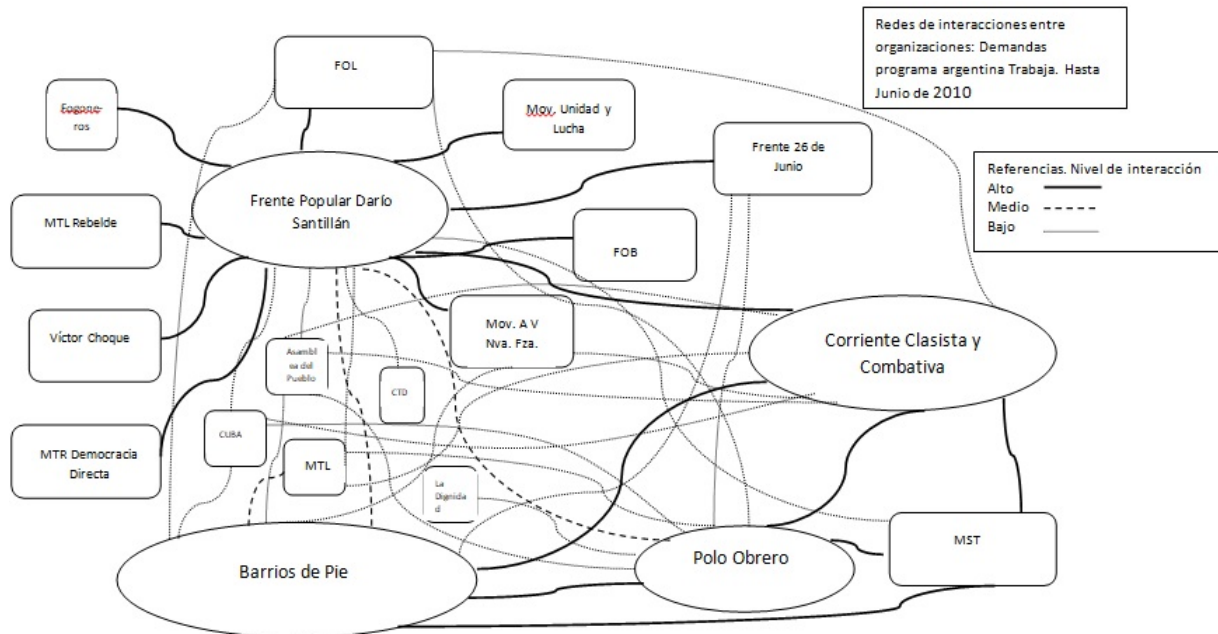 Redes de interacciones entre
organizaciones: Demandas
programa argentina Trabaja. Hasta
Junio de 2010
FOL
Fogone-
ros
Mov. Unidad y
Lucha
Frente 26 de
Junio
Referencias. Nivel de interacción
Alto
Medio
Bajo
Frente Popular Darío
Santillán
MTL Rebelde
FOB
Víctor Choque
Mov. A V
Nva. Fza.
Corriente Clasista y
Combativa
Asambl
ea del
Pueblo
CTD
CUBA
MTR Democracia
Directa
MTL
La
Dignida
d
Barrios de Pie
Polo Obrero
MST